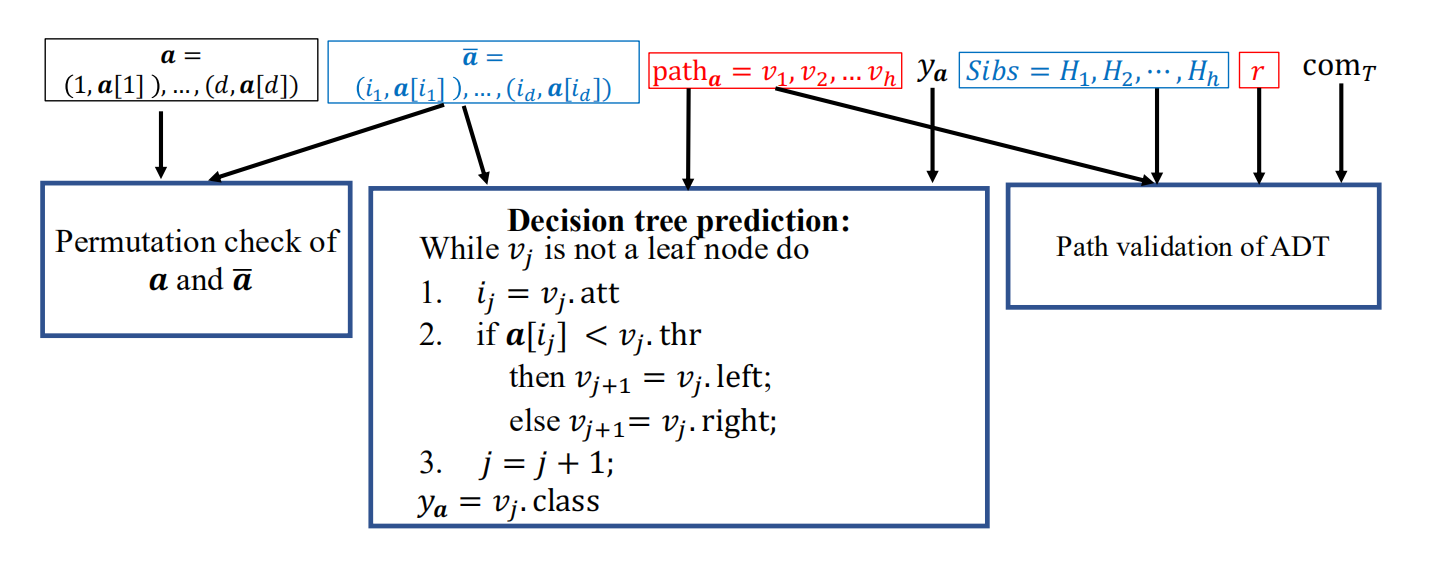 𝒂 =
(1, 𝒂[1] ), …, (d, 𝒂[d])
𝒂̅ =
(i₁, 𝒂[i₁] ), …, (i_d, 𝒂[i_d])
path_𝒂 = v₁, v₂, … v_h
y_𝒂
Sibs = H₁, H₂, ⋯, H_h
r
com_T
Permutation check of
𝒂 and 𝒂̅
Decision tree prediction:
While v_j is not a leaf node do
1. i_j = v_j. att
2. if 𝒂[i_j] < v_j. thr
then v_{j+1} = v_j. left;
else v_{j+1}= v_j. right;
3. j = j + 1;
y_𝒂 = v_j. class
Path validation of ADT